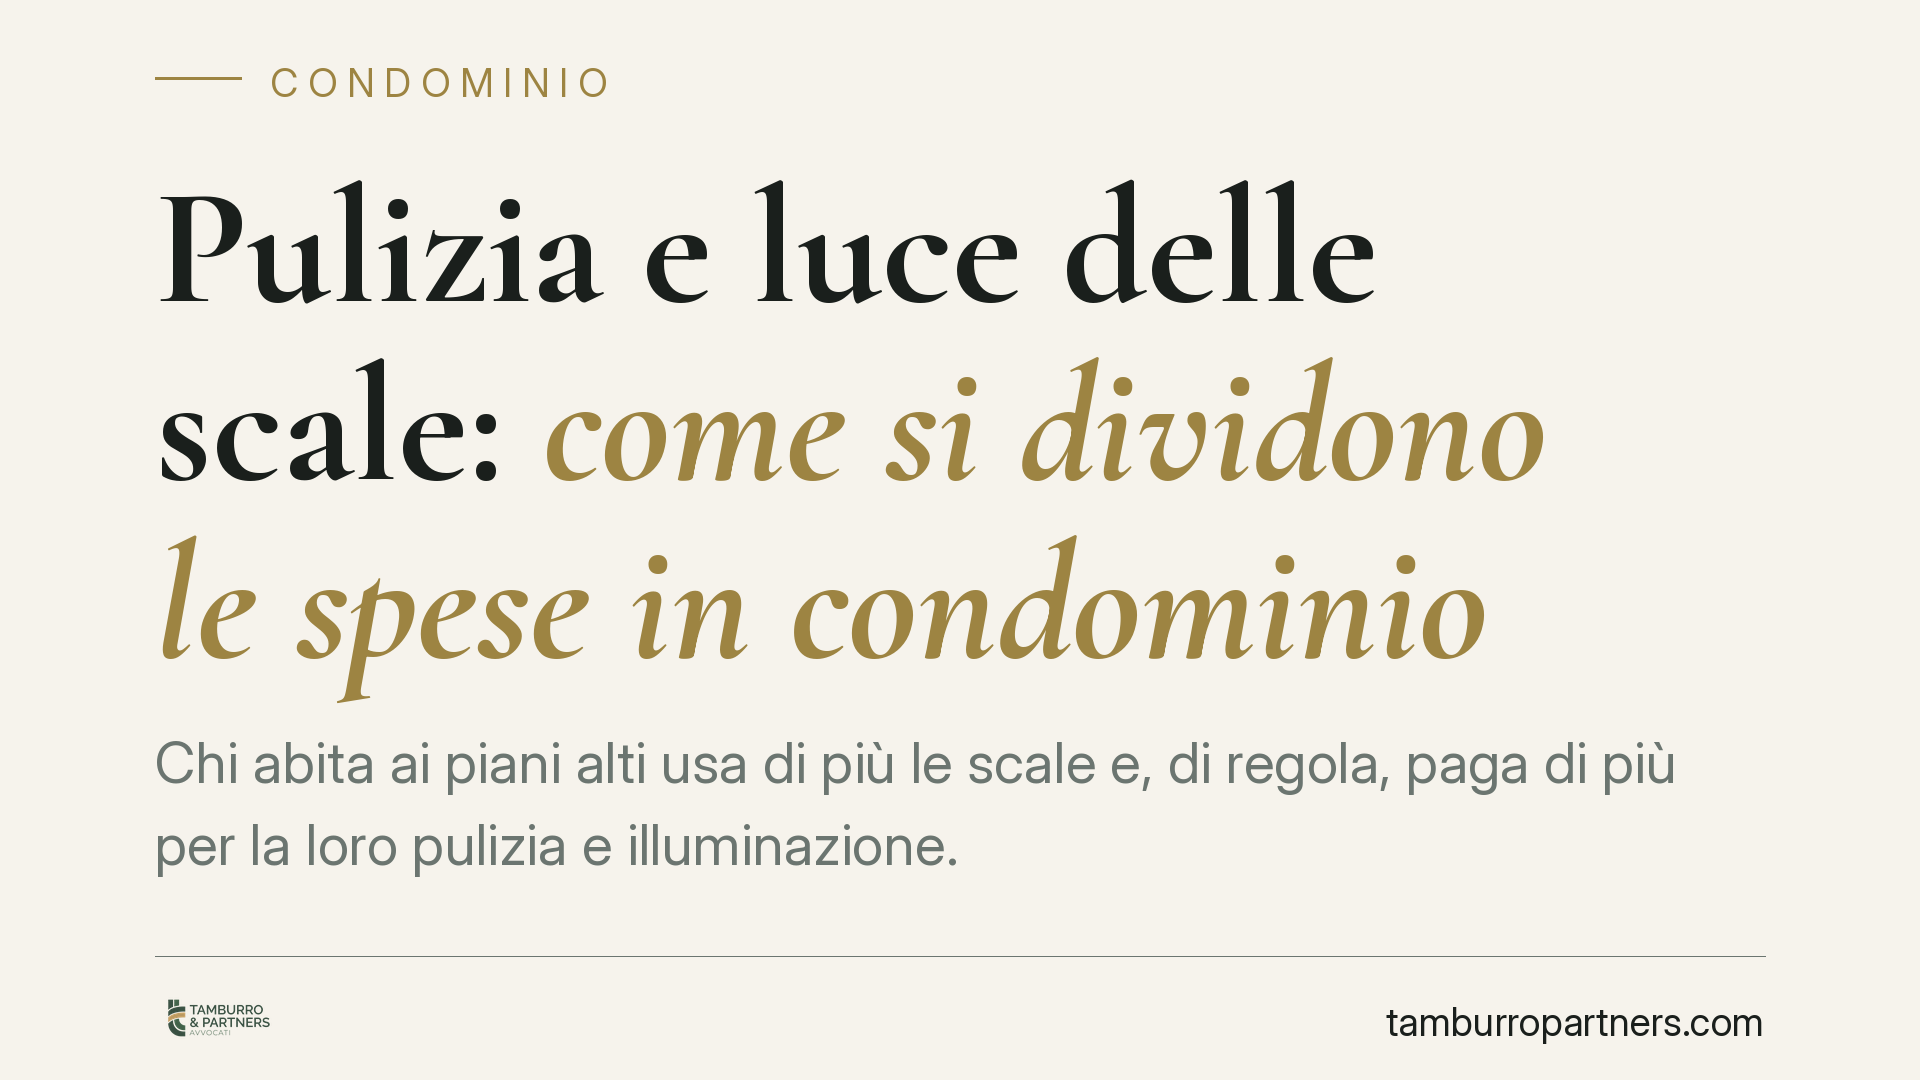 CONDOMINIO
Pulizia e luce delle
scale: come si dividono
le spese in condominio
Chi abita ai piani alti usa di più le scale e, di regola, paga di più
per la loro pulizia e illuminazione.
TAMBURRO
& PARTNERS
AVVOCATI
tamburropartners.com